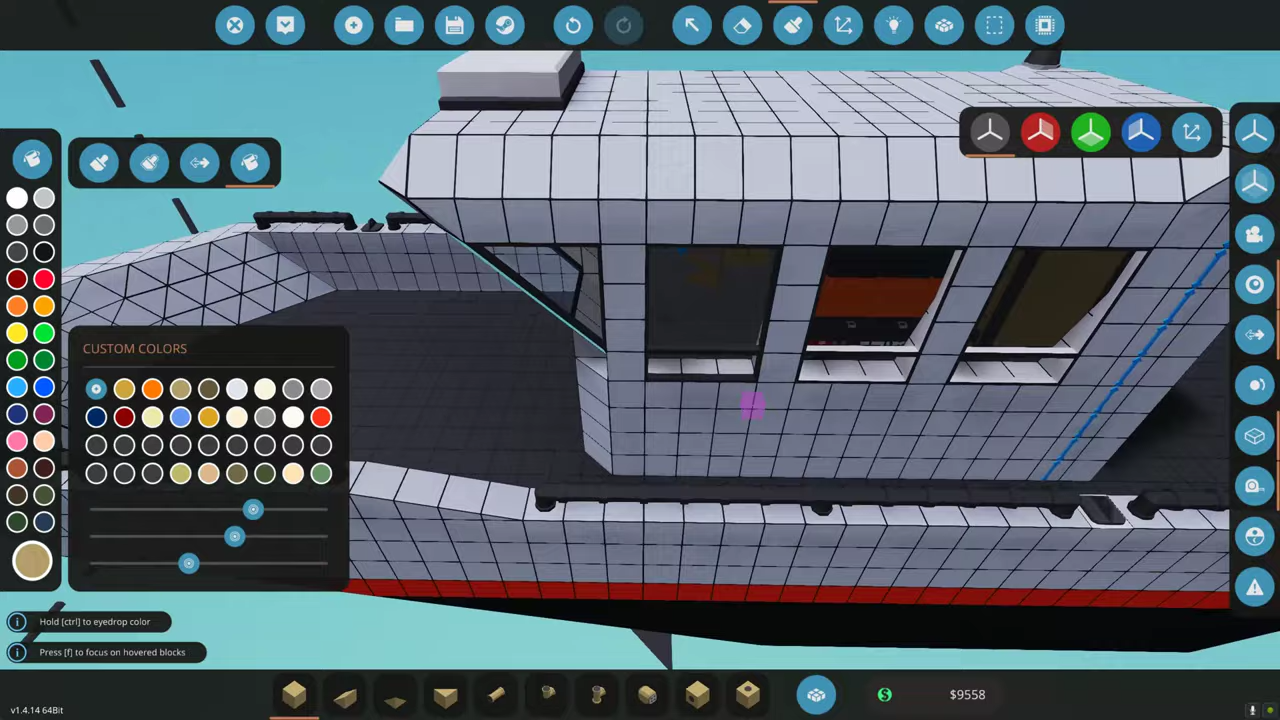 CUSTOM COLORS
Hold [ctrl] to eyedrop color
Press [f] to focus on hovered blocks
$9558
v1.4.14 64Bit